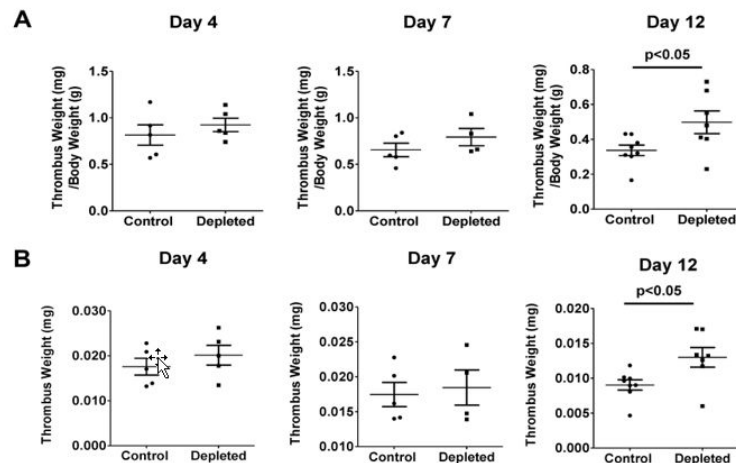 A
Day 4
Day 7
Day 12
p<0.05
Thrombus Weight (mg)
/Body Weight (g)
1.5
1.0
0.5
0.0
Control
Depleted
Thrombus Weight (mg)
/Body Weight (g)
1.5
1.0
0.5
0.0
Control
Depleted
Thrombus Weight (mg)
/Body Weight (g)
0.8
0.6
0.4
0.2
0.0
Control
Depleted
B
Day 4
Day 7
Day 12
p<0.05
Thrombus Weight (mg)
0.030
0.020
0.010
0.000
Control
Depleted
Thrombus Weight (mg)
0.030
0.025
0.020
0.015
0.010
Control
Depleted
Thrombus Weight (mg)
0.020
0.015
0.010
0.005
0.000
Control
Depleted